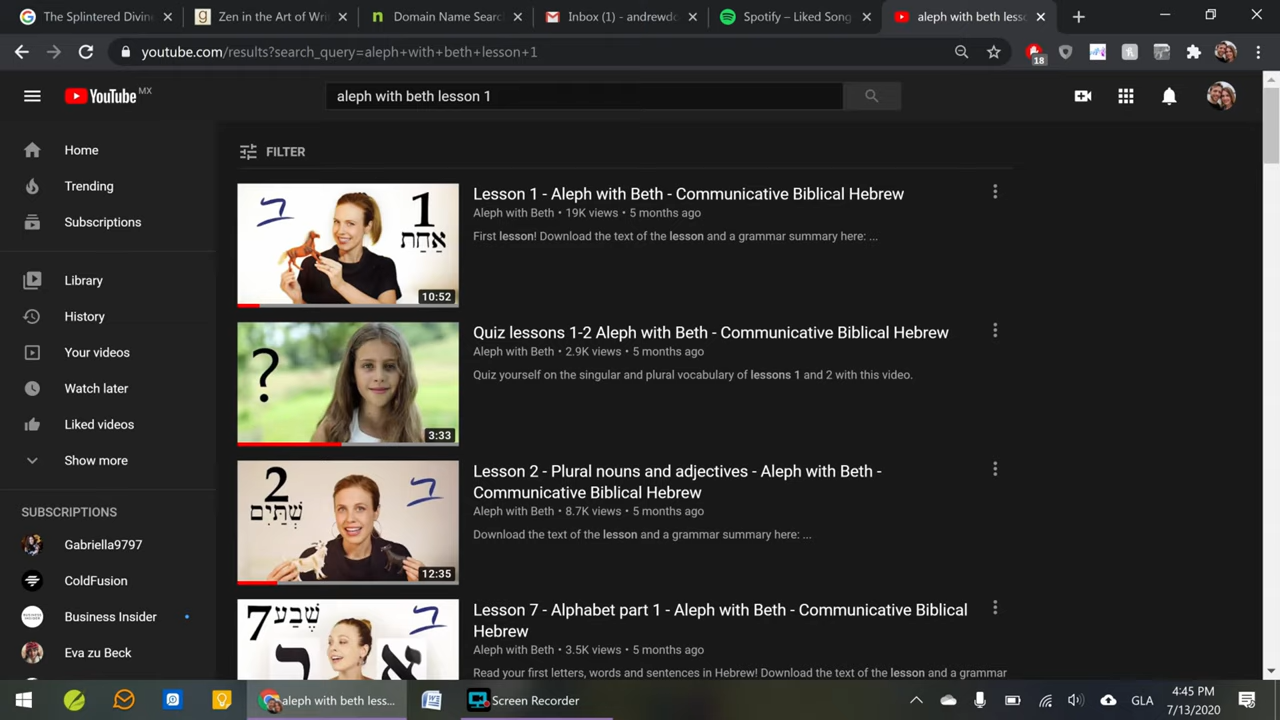 The Splintered Divine
Zen in the Art of Wri
Domain Name Searc
Inbox (1) - andrewdc
Spotify – Liked Song
aleph with beth lesso
youtube.com/results?search_query=aleph+with+beth+lesson+1
18
YouTube MX
aleph with beth lesson 1
Home
Trending
Subscriptions
Library
History
Your videos
Watch later
Liked videos
Show more
SUBSCRIPTIONS
Gabriella9797
ColdFusion
Business Insider
Eva zu Beck
FILTER
ב
1
אַחַת
10:52
Lesson 1 - Aleph with Beth - Communicative Biblical Hebrew
Aleph with Beth • 19K views • 5 months ago
First lesson! Download the text of the lesson and a grammar summary here: ...
?
3:33
Quiz lessons 1-2 Aleph with Beth - Communicative Biblical Hebrew
Aleph with Beth • 2.9K views • 5 months ago
Quiz yourself on the singular and plural vocabulary of lessons 1 and 2 with this video.
2
שְׁתַּיִם
ב
12:35
Lesson 2 - Plural nouns and adjectives - Aleph with Beth -
Communicative Biblical Hebrew
Aleph with Beth • 8.7K views • 5 months ago
Download the text of the lesson and a grammar summary here: ...
7 שֶׁבַע
ב
א
Lesson 7 - Alphabet part 1 - Aleph with Beth - Communicative Biblical
Hebrew
Aleph with Beth • 3.5K views • 5 months ago
Read your first letters, words and sentences in Hebrew! Download the text of the lesson and a grammar
aleph with beth less...
Screen Recorder
GLA
4:45 PM
7/13/2020